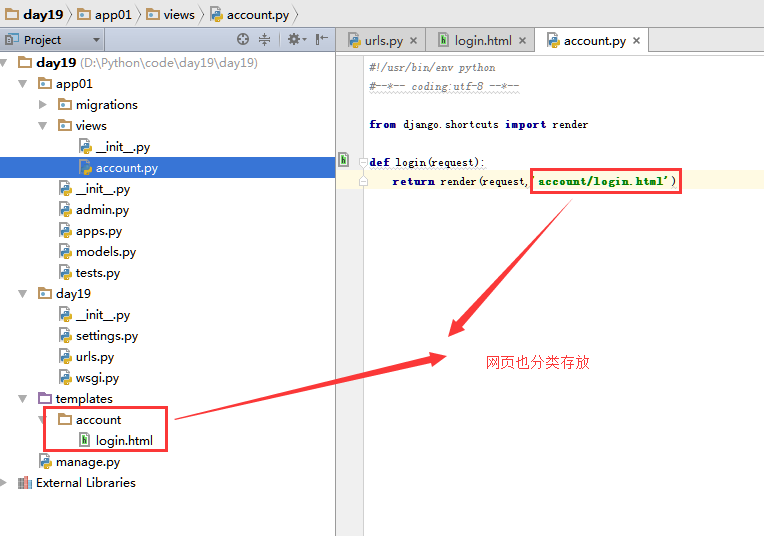 day19 app01 views account.py
Project
urls.py login.html account.py
day19 (D:\Python\code\day19\day19)
app01
migrations
views
__init__.py
account.py
__init__.py
admin.py
apps.py
models.py
tests.py
day19
__init__.py
settings.py
urls.py
wsgi.py
templates
account
login.html
manage.py
External Libraries
#!/usr/bin/env python
#--*-- coding:utf-8 --*--
from django.shortcuts import render
def login(request):
return render(request,'account/login.html')
网页也分类存放